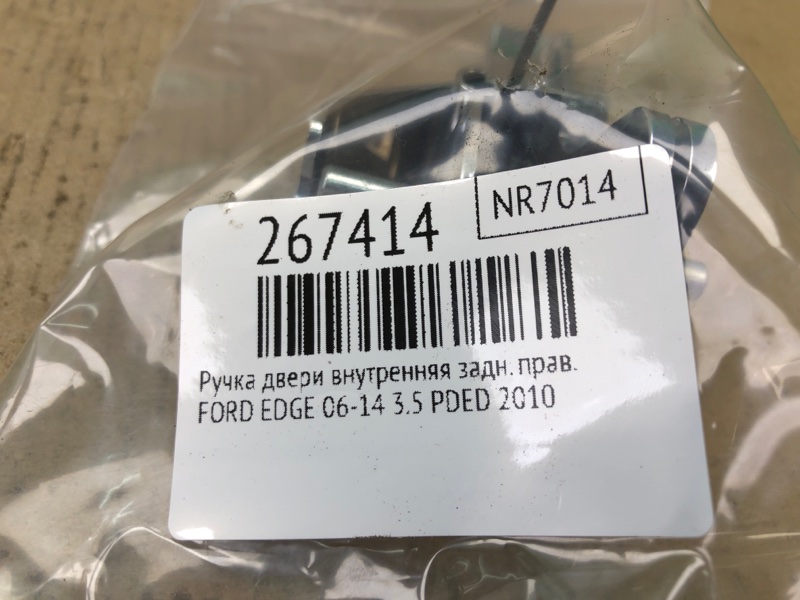 267414
NR7014
Ручка двери внутренняя задн. прав.
FORD EDGE 06-14 3.5 PDED 2010